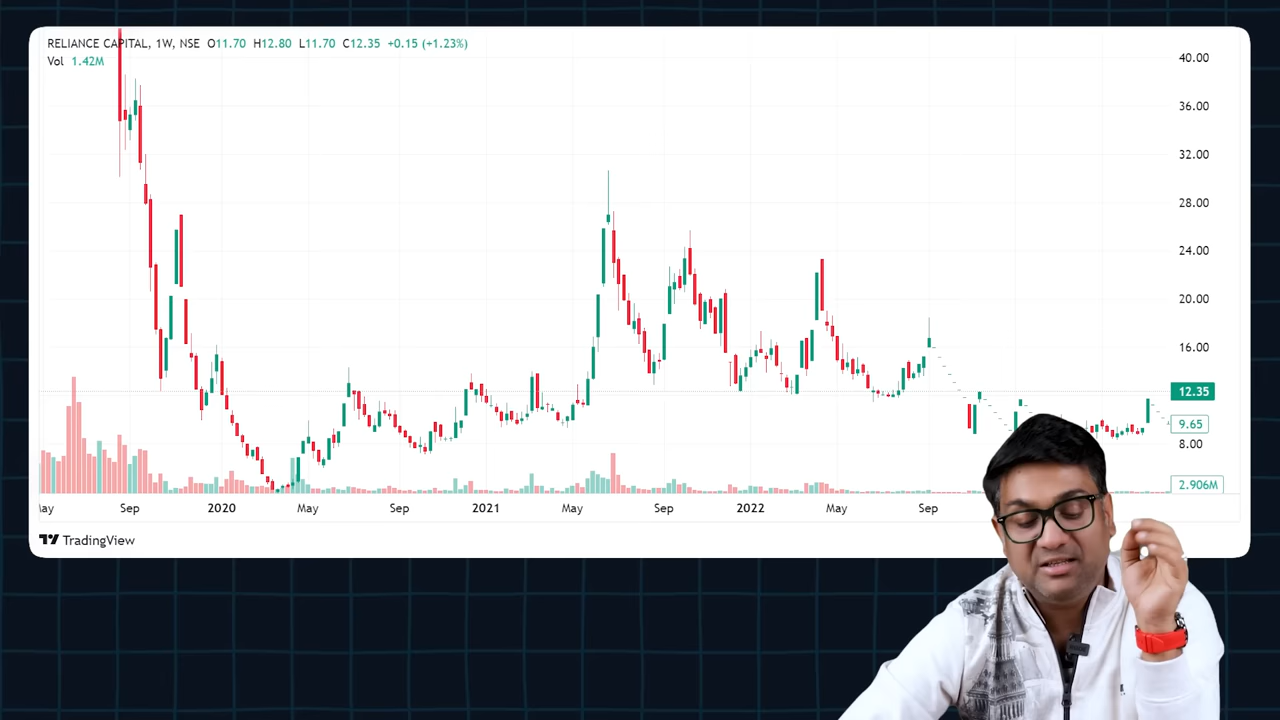 RELIANCE CAPITAL, 1W, NSE O11.70 H12.80 L11.70 C12.35 +0.15 (+1.23%)
Vol 1.42M
40.00
36.00
32.00
28.00
24.00
20.00
16.00
12.35
9.65
8.00
2.906M
May Sep 2020 May Sep 2021 May Sep 2022 May Sep
TradingView